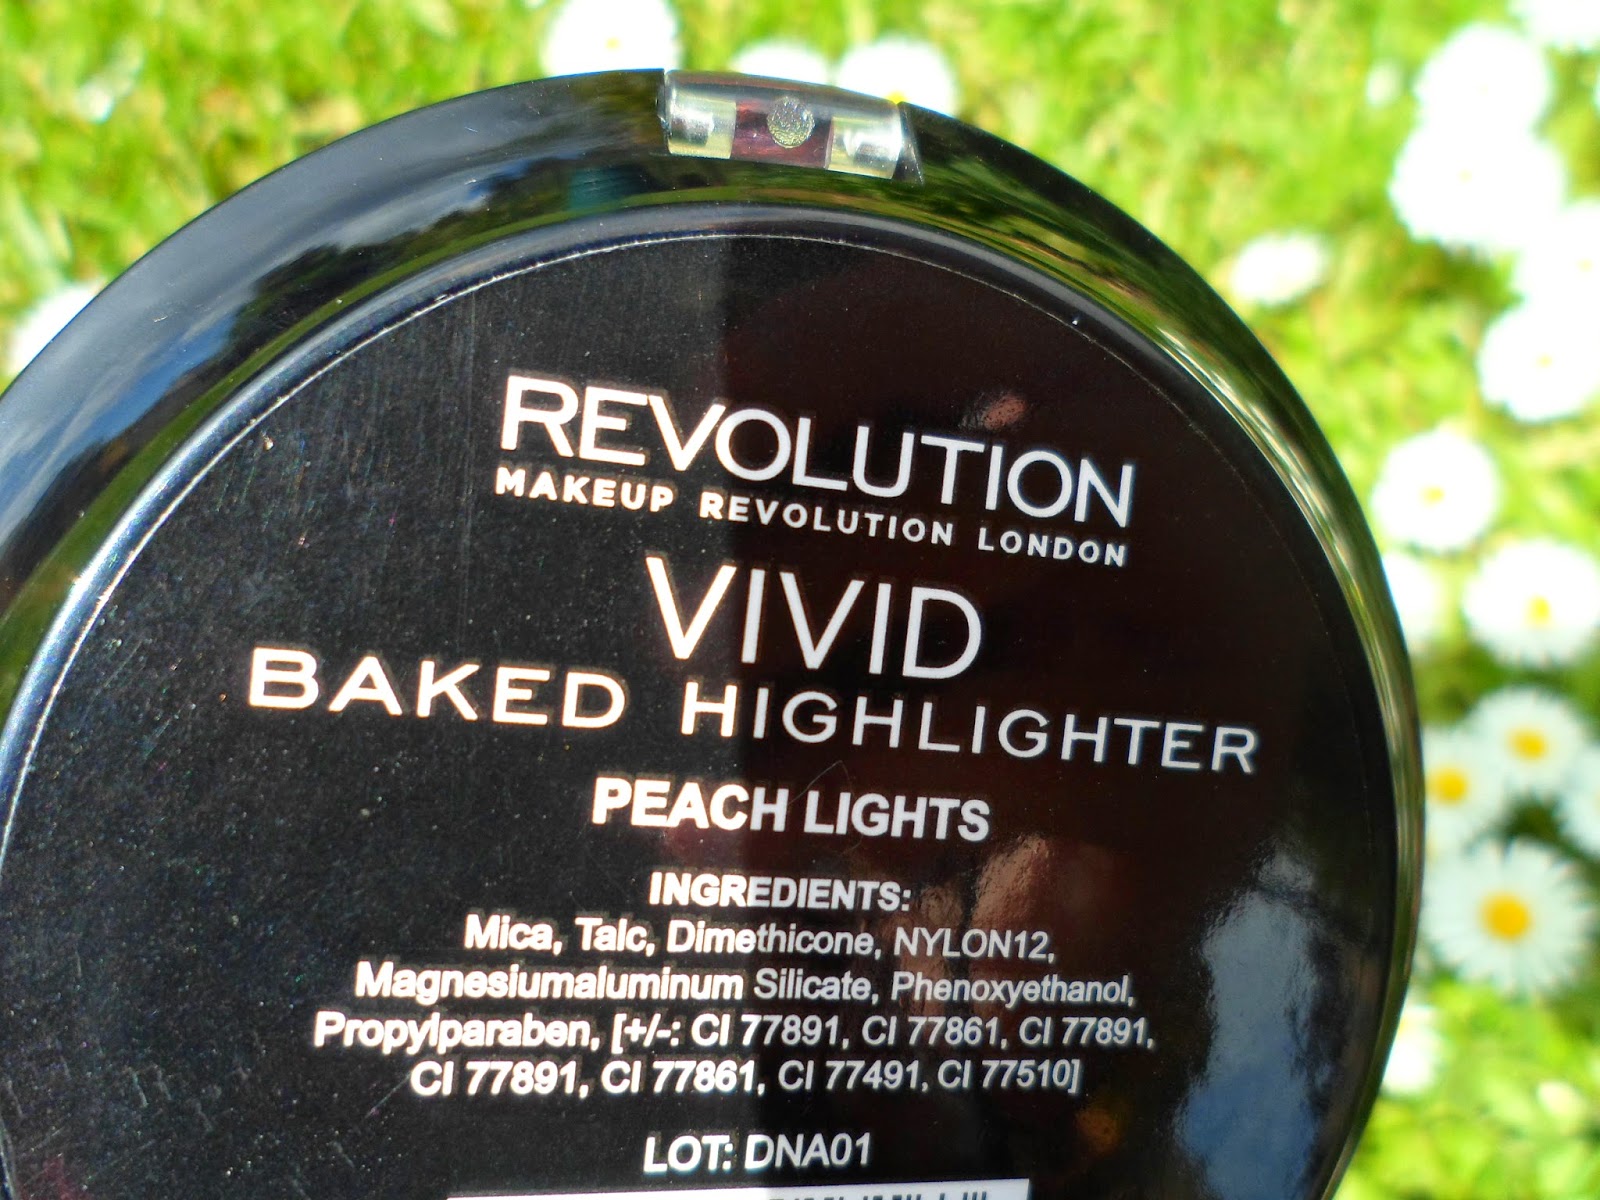 REVOLUTION
MAKEUP REVOLUTION LONDON
VIVID
BAKED HIGHLIGHTER
PEACH LIGHTS
INGREDIENTS:
Mica, Talc, Dimethicone, NYLON12,
Magnesiumaluminum Silicate, Phenoxyethanol,
Propylparaben, [+/-: CI 77891, CI 77861, CI 77891,
CI 77891, CI 77861, CI 77491, CI 77510]
LOT: DNA01